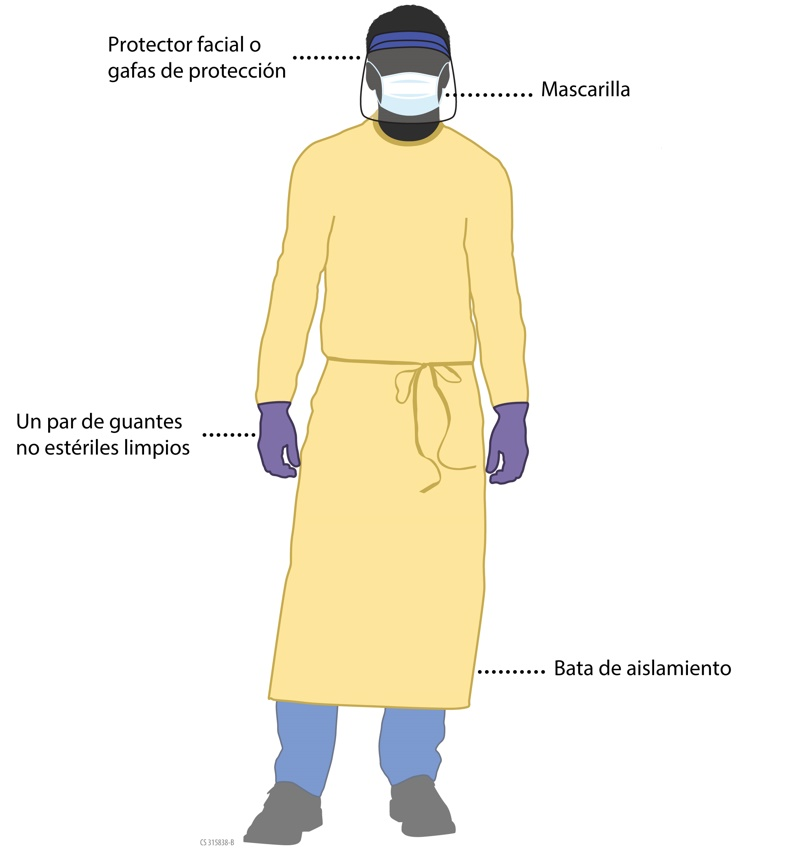 Protector facial o
gafas de protección
Mascarilla
Un par de guantes
no estériles limpios
Bata de aislamiento
CS 315838-B